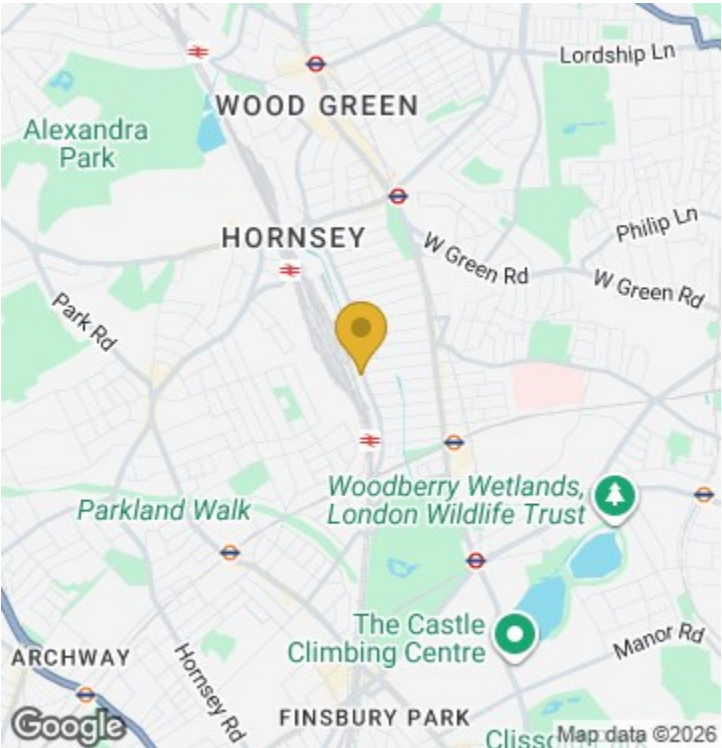 Lordship Ln
WOOD GREEN
Alexandra
Park
Philip Ln
HORNSEY
W Green Rd
W Green Rd
Park Rd
Woodberry Wetlands,
London Wildlife Trust
Parkland Walk
The Castle
Climbing Centre
Manor Rd
ARCHWAY
Hornsey Rd
FINSBURY PARK
Google
Map data ©2026